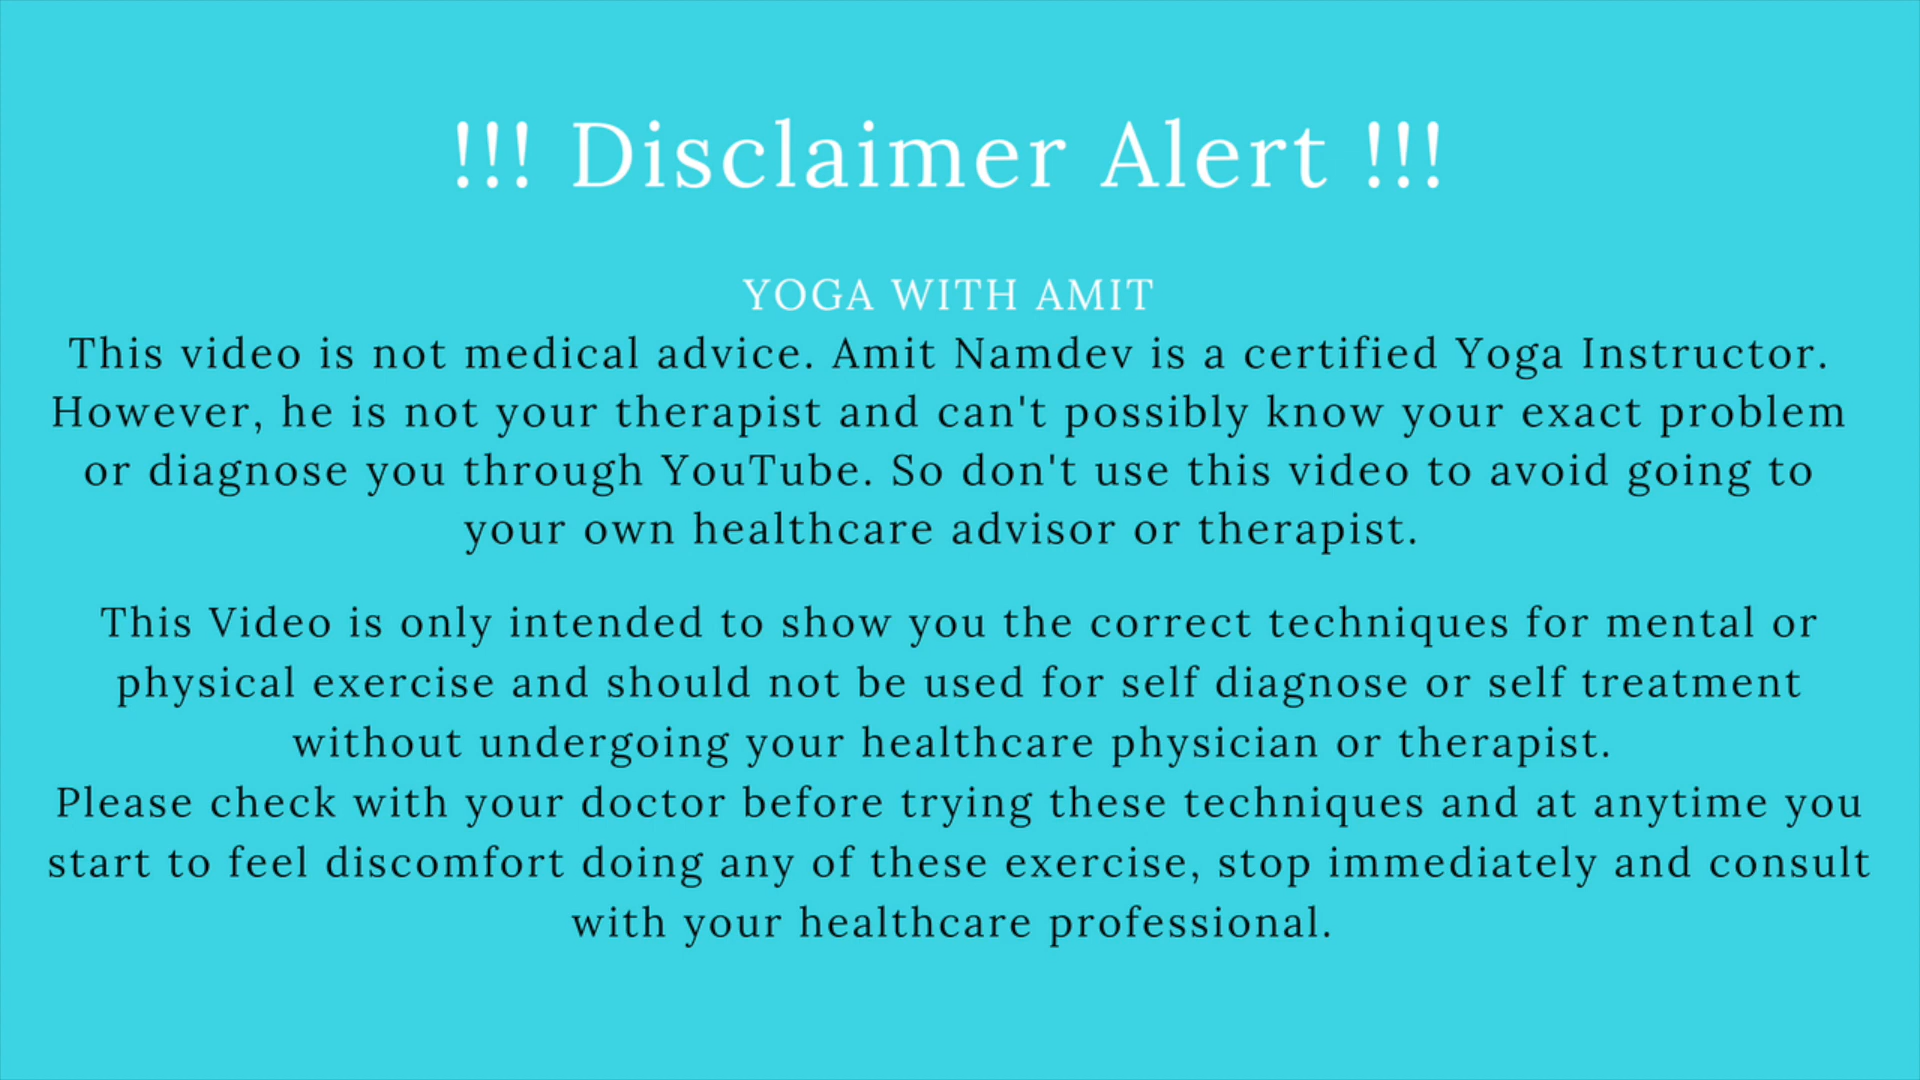 !!! Disclaimer Alert !!!
YOGA WITH AMIT
This video is not medical advice. Amit Namdev is a certified Yoga Instructor.
However, he is not your therapist and can't possibly know your exact problem
or diagnose you through YouTube. So don't use this video to avoid going to
your own healthcare advisor or therapist.
This Video is only intended to show you the correct techniques for mental or
physical exercise and should not be used for self diagnose or self treatment
without undergoing your healthcare physician or therapist.
Please check with your doctor before trying these techniques and at anytime you
start to feel discomfort doing any of these exercise, stop immediately and consult
with your healthcare professional.